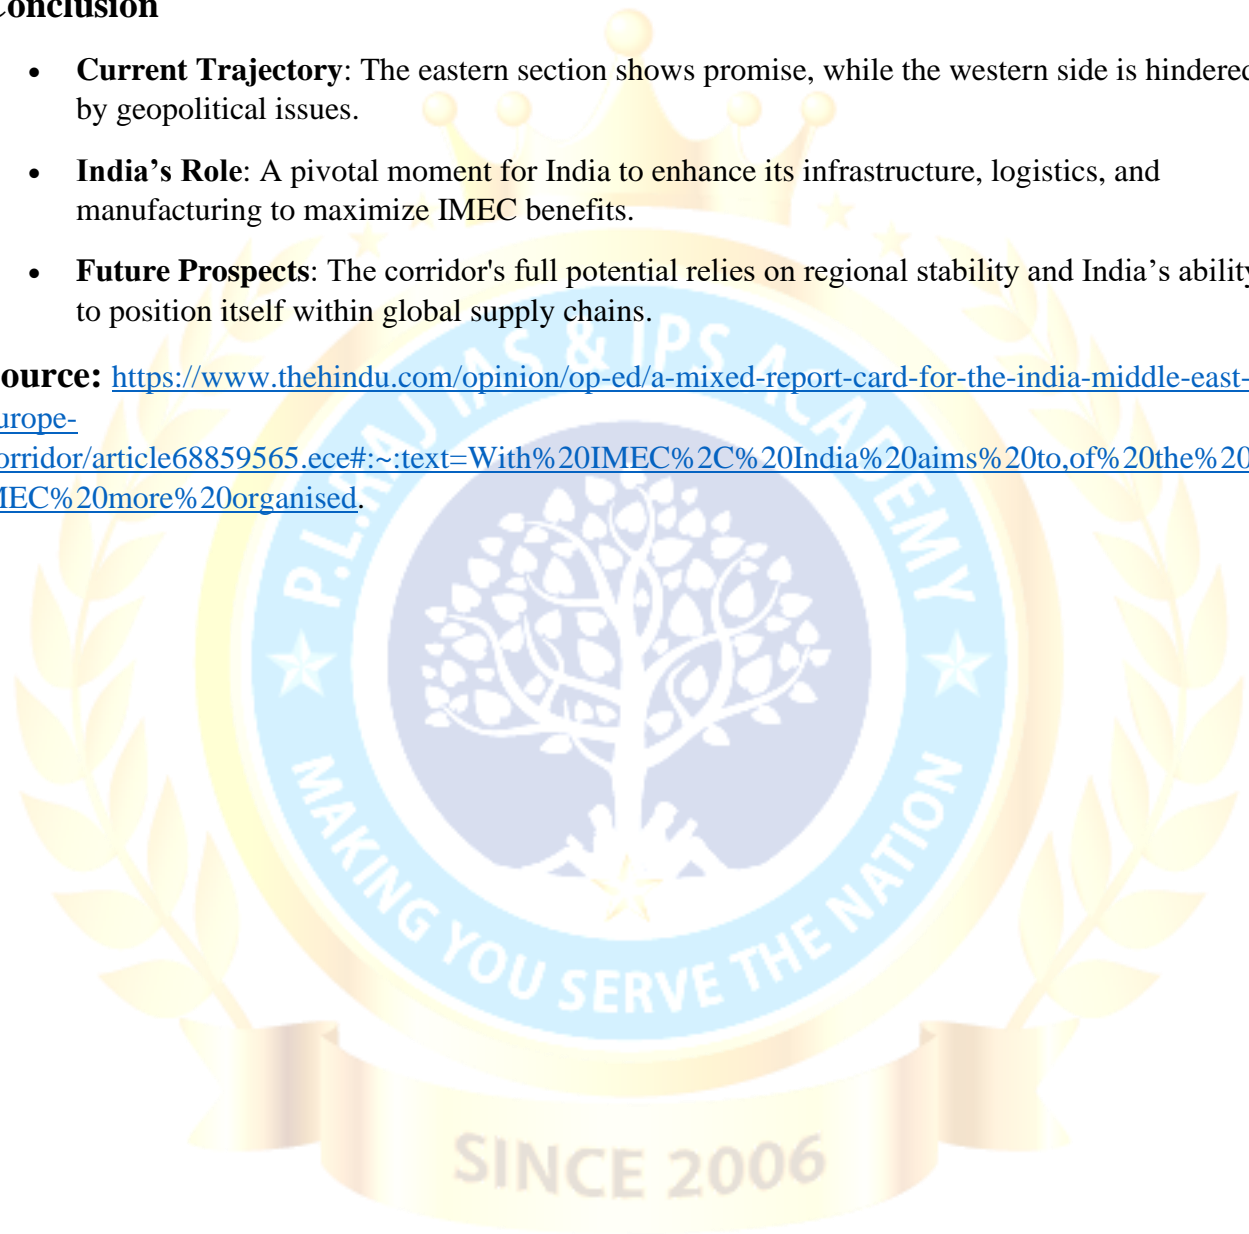 onclusion
• Current Trajectory: The eastern section shows promise, while the western side is hindered
by geopolitical issues.
• India’s Role: A pivotal moment for India to enhance its infrastructure, logistics, and
manufacturing to maximize IMEC benefits.
• Future Prospects: The corridor's full potential relies on regional stability and India’s ability
to position itself within global supply chains.
ource: https://www.thehindu.com/opinion/op-ed/a-mixed-report-card-for-the-india-middle-east-
urope-
orridor/article68859565.ece#:~:text=With%20IMEC%2C%20India%20aims%20to,of%20the%20
MEC%20more%20organised.
P.L.RAJ IAS & IPS ACADEMY
MAKING YOU SERVE THE NATION
SINCE 2006